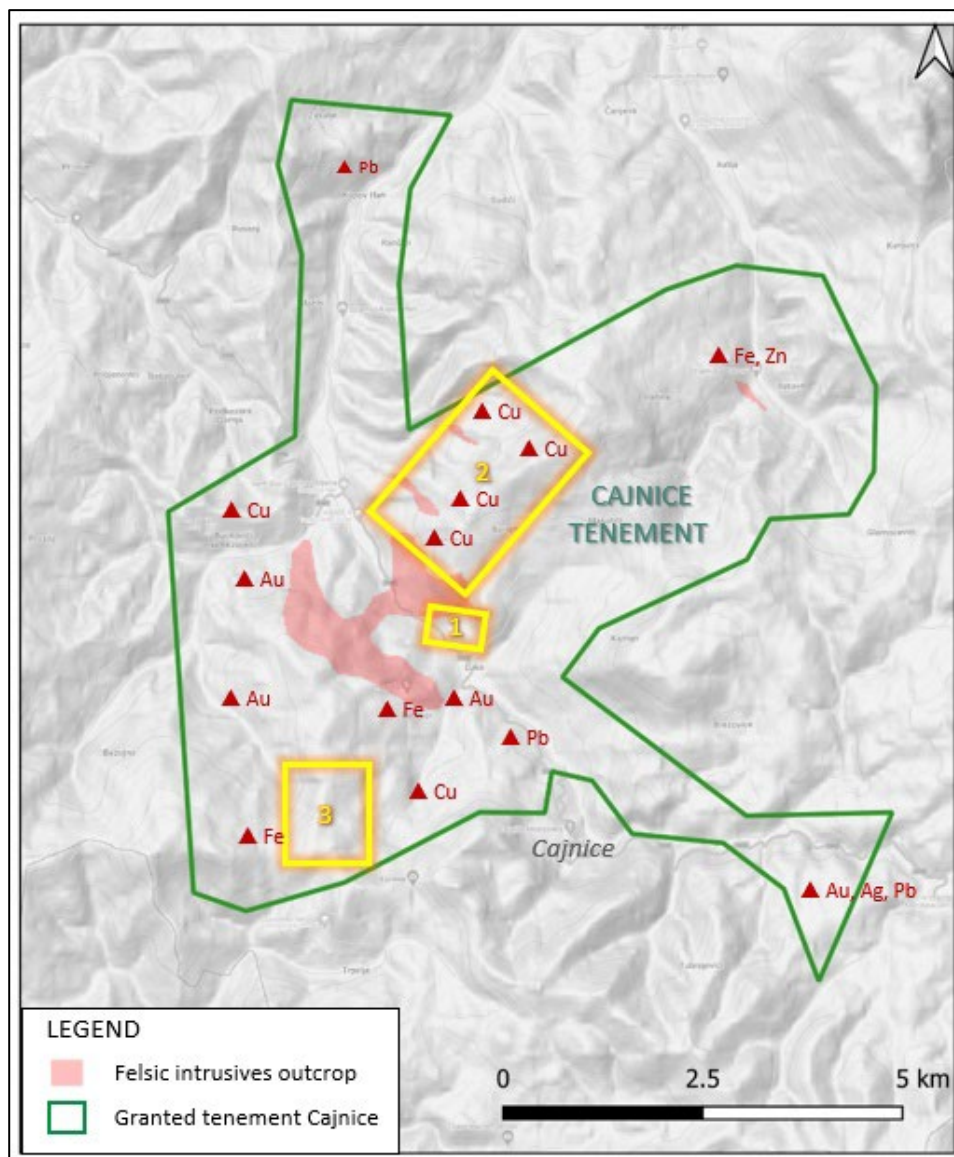 Pb
Fe, Zn
Cu
Cu
2
Cu
CAJNICE
TENEMENT
Cu
Cu
Au
1
Au
Au
Fe
Pb
Cu
3
Fe
Cajnice
Au, Ag, Pb
LEGEND
Felsic intrusives outcrop
Granted tenement Cajnice
0 2.5 5 km